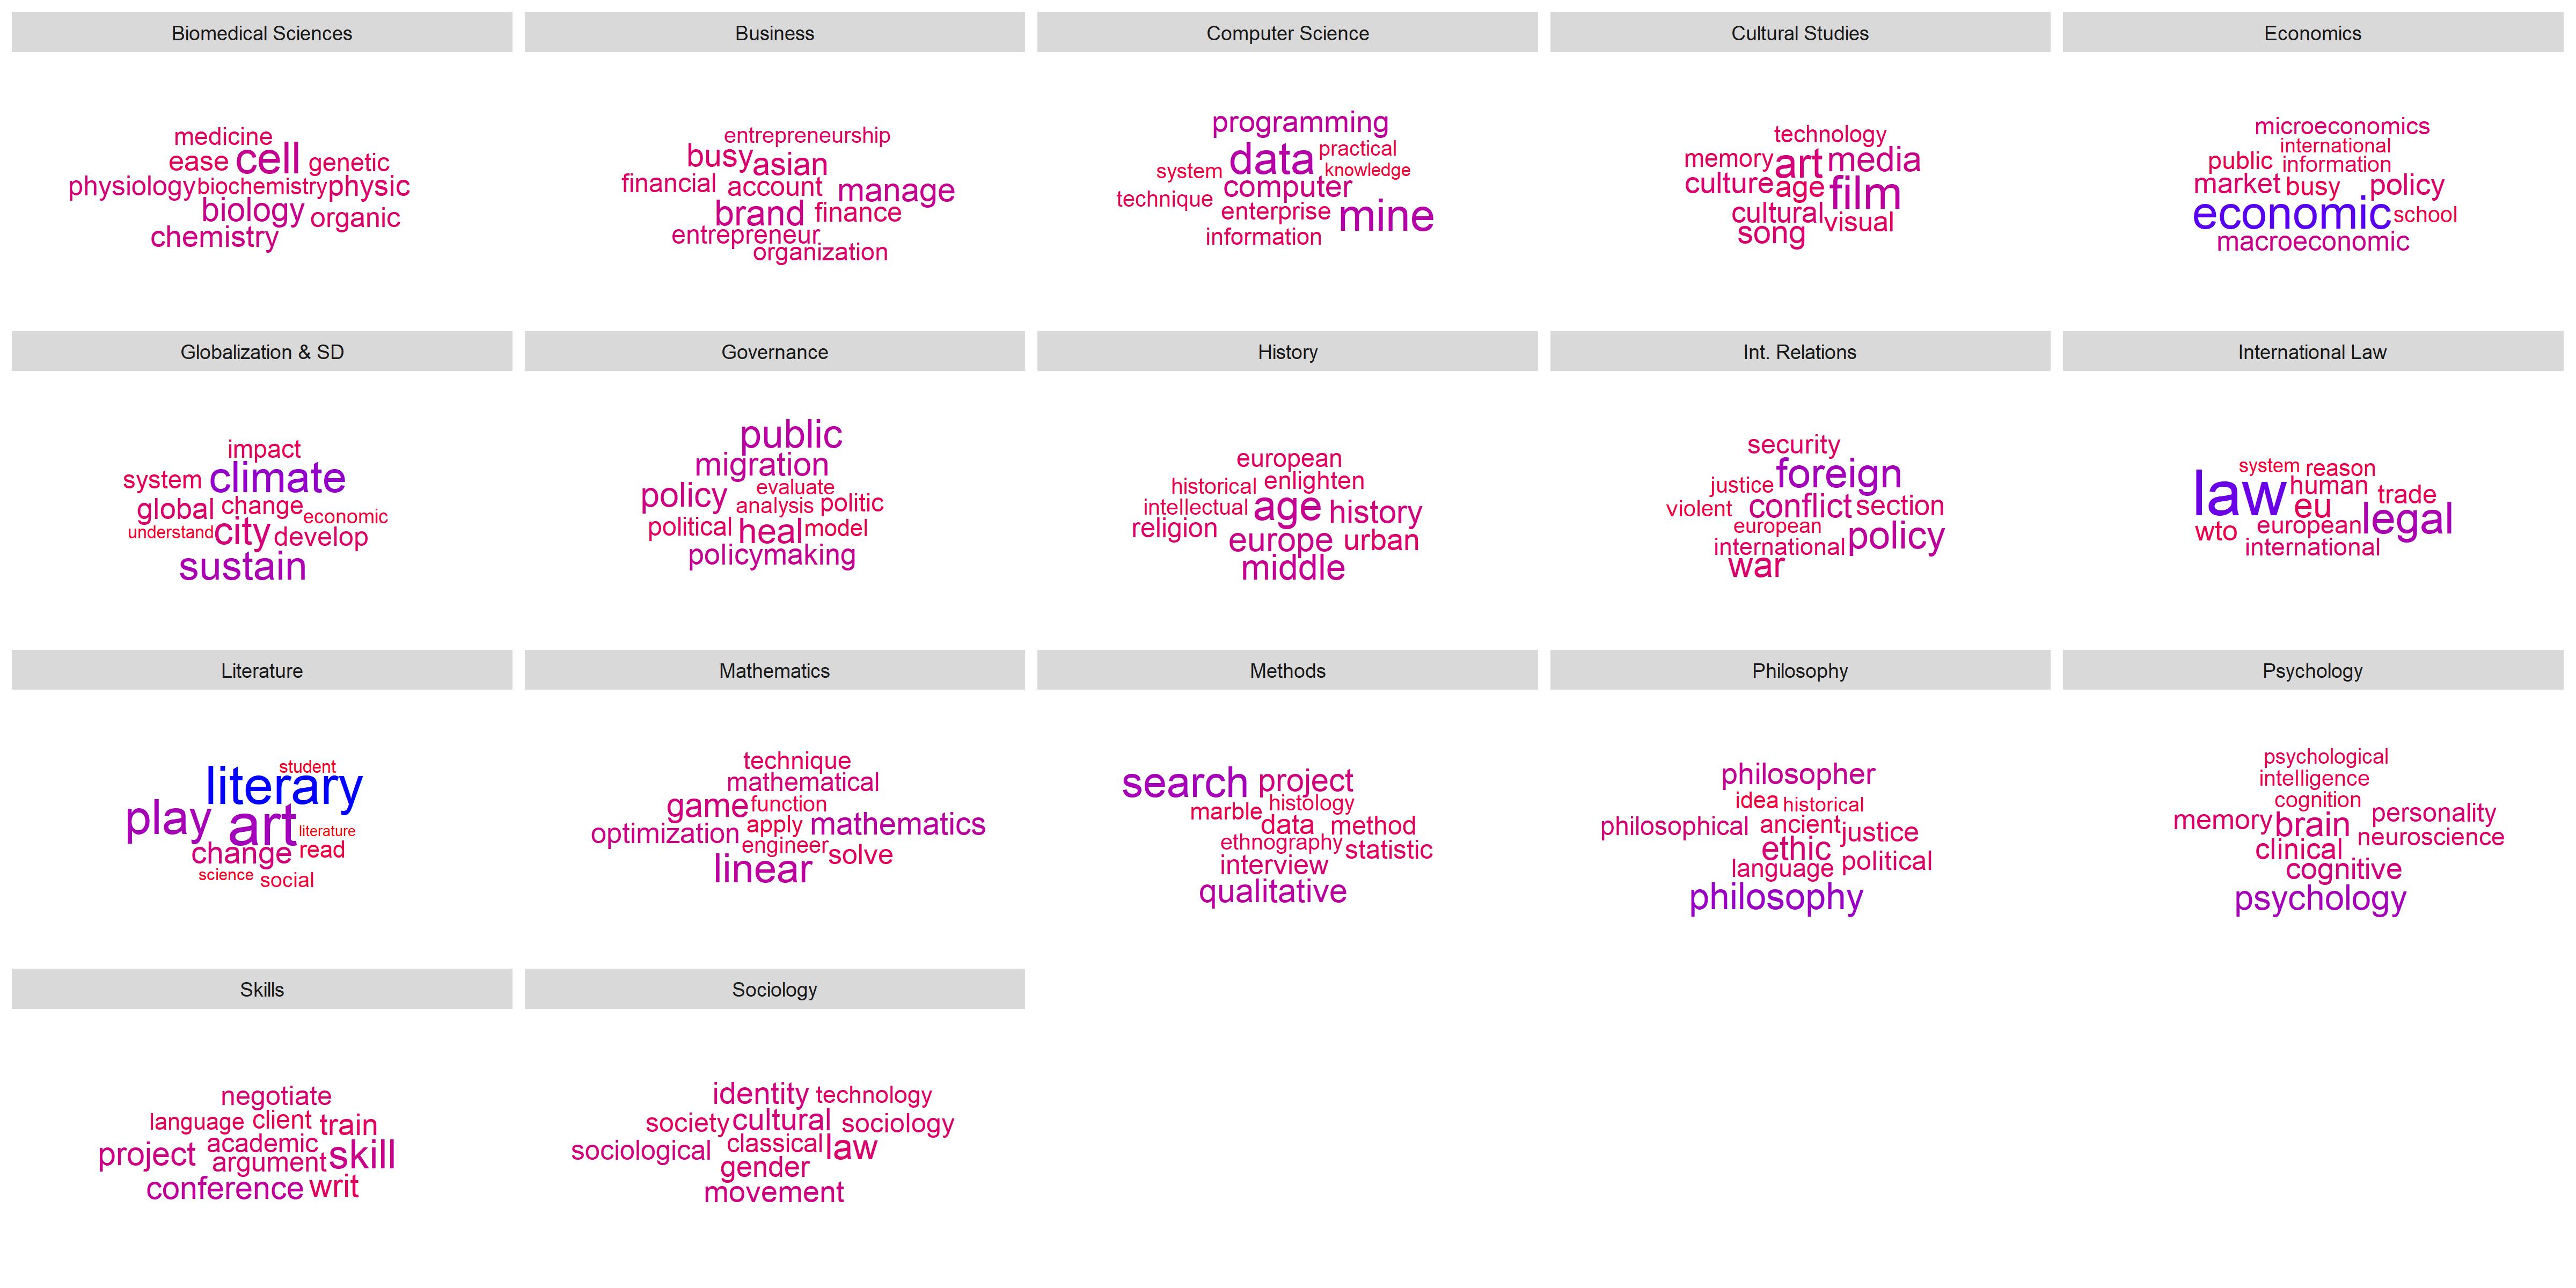 Biomedical Sciences
medicine
ease cell genetic
physiology biochemistry physic
biology organic
chemistry
Business
entrepreneurship
busy asian
financial account manage
brand finance
entrepreneur
organization
Computer Science
programming
data practical
system knowledge
computer
technique enterprise mine
information
Cultural Studies
technology
memory art media
culture age film
cultural visual
song
Economics
microeconomics
international
public information
market busy policy
economic school
macroeconomic
Globalization & SD
impact
system climate
global change economic
understand city develop
sustain
Governance
public
migration
policy evaluate
analysis politic
political heal model
policymaking
History
european
historical enlighten
intellectual age history
religion europe urban
middle
Int. Relations
security
foreign
justice
violent conflict section
european
international policy
war
International Law
system reason
law human trade
eu
wto european legal
international
Literature
student
literary
play art literature
change read
science social
Mathematics
technique
mathematical
game function
optimization apply mathematics
engineer solve
linear
Methods
search project
marble histology
data method
ethnography statistic
interview
qualitative
Philosophy
philosopher
idea historical
philosophical ancient justice
ethic
language political
philosophy
Psychology
psychological
intelligence
cognition personality
memory brain neuroscience
clinical
cognitive
psychology
Skills
negotiate
language client train
project academic skill
argument
conference writ
Sociology
identity technology
society cultural sociology
sociological classical law
gender
movement